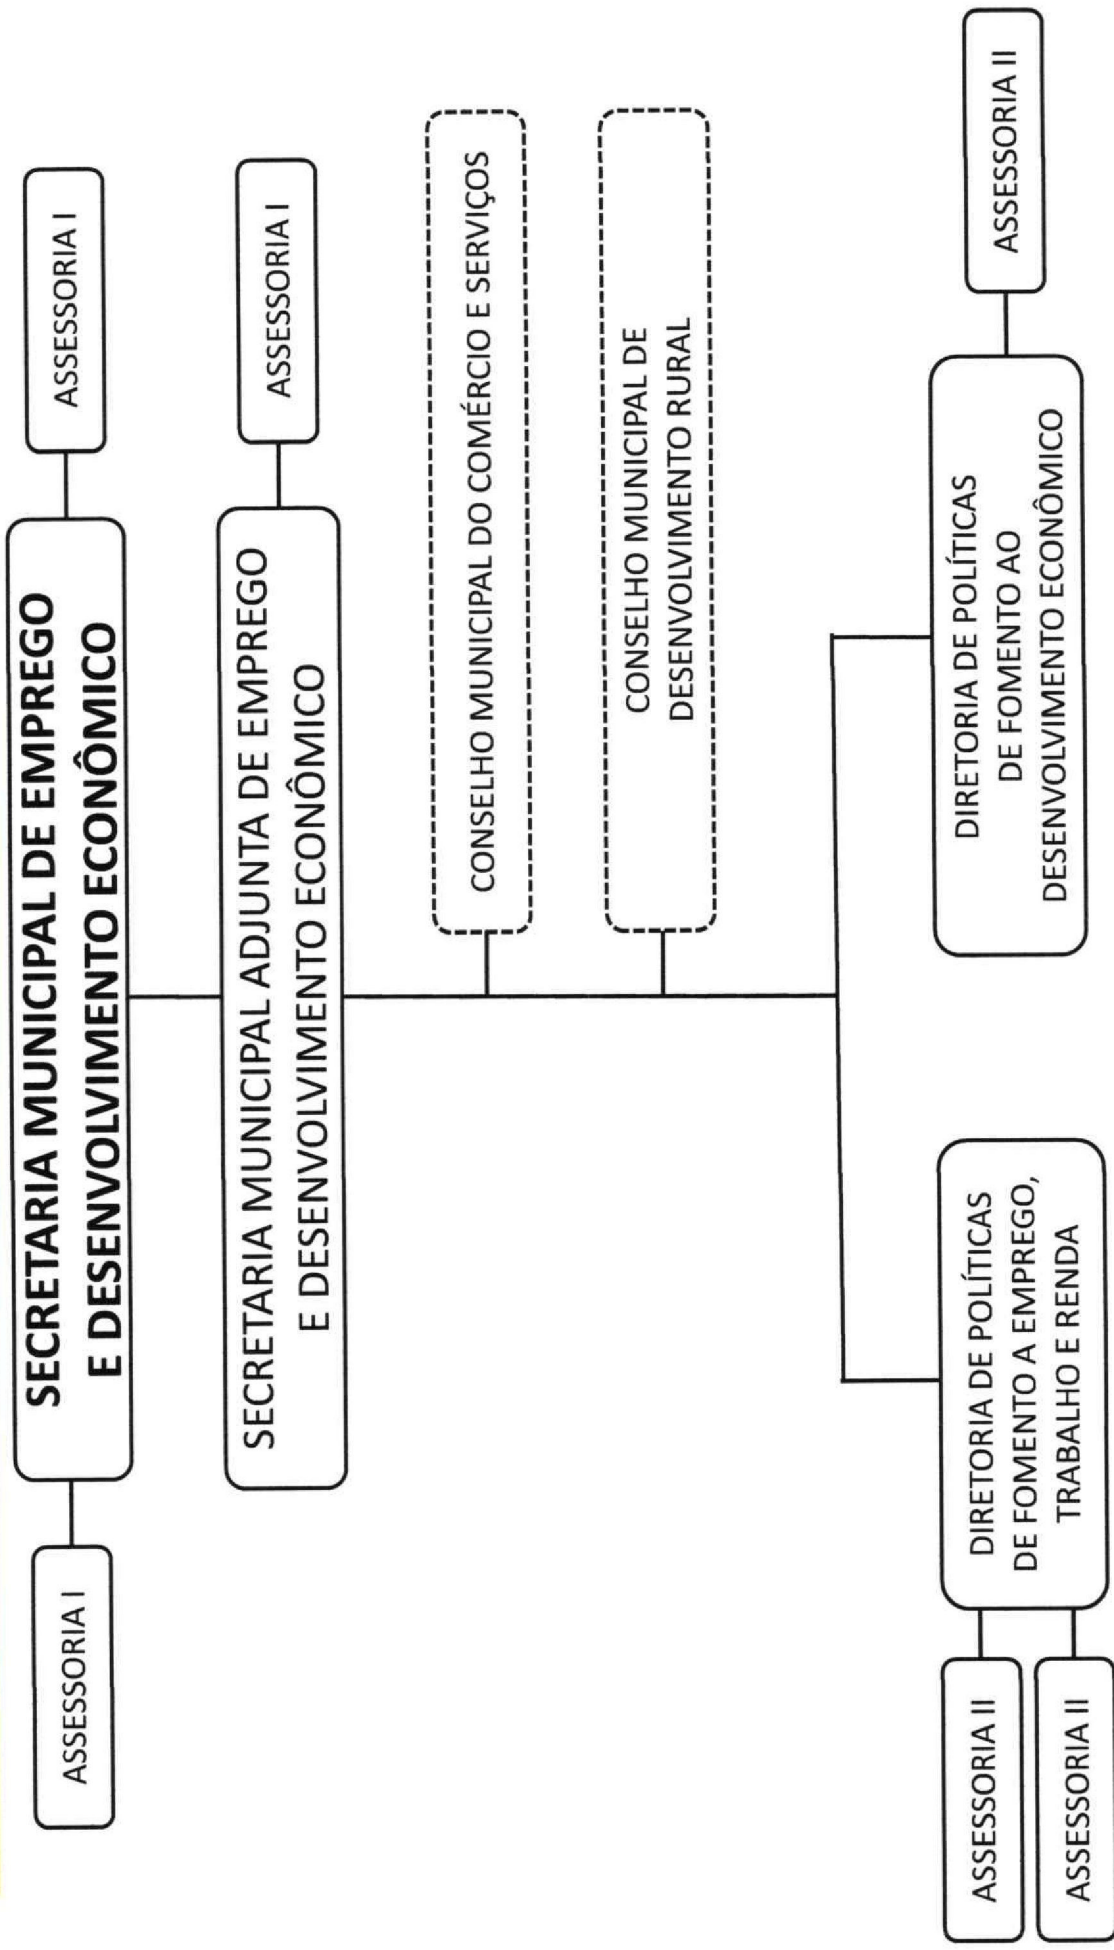 SECRETARIA MUNICIPAL DE EMPREGO
E DESENVOLVIMENTO ECONÔMICO
ASSESSORIA I
ASSESSORIA I
SECRETARIA MUNICIPAL ADJUNTA DE EMPREGO
E DESENVOLVIMENTO ECONÔMICO
ASSESSORIA I
CONSELHO MUNICIPAL DO COMÉRCIO E SERVIÇOS
CONSELHO MUNICIPAL DE
DESENVOLVIMENTO RURAL
DIRETORIA DE POLÍTICAS
DE FOMENTO A EMPREGO,
TRABALHO E RENDA
ASSESSORIA II
ASSESSORIA II
DIRETORIA DE POLÍTICAS
DE FOMENTO AO
DESENVOLVIMENTO ECONÔMICO
ASSESSORIA II